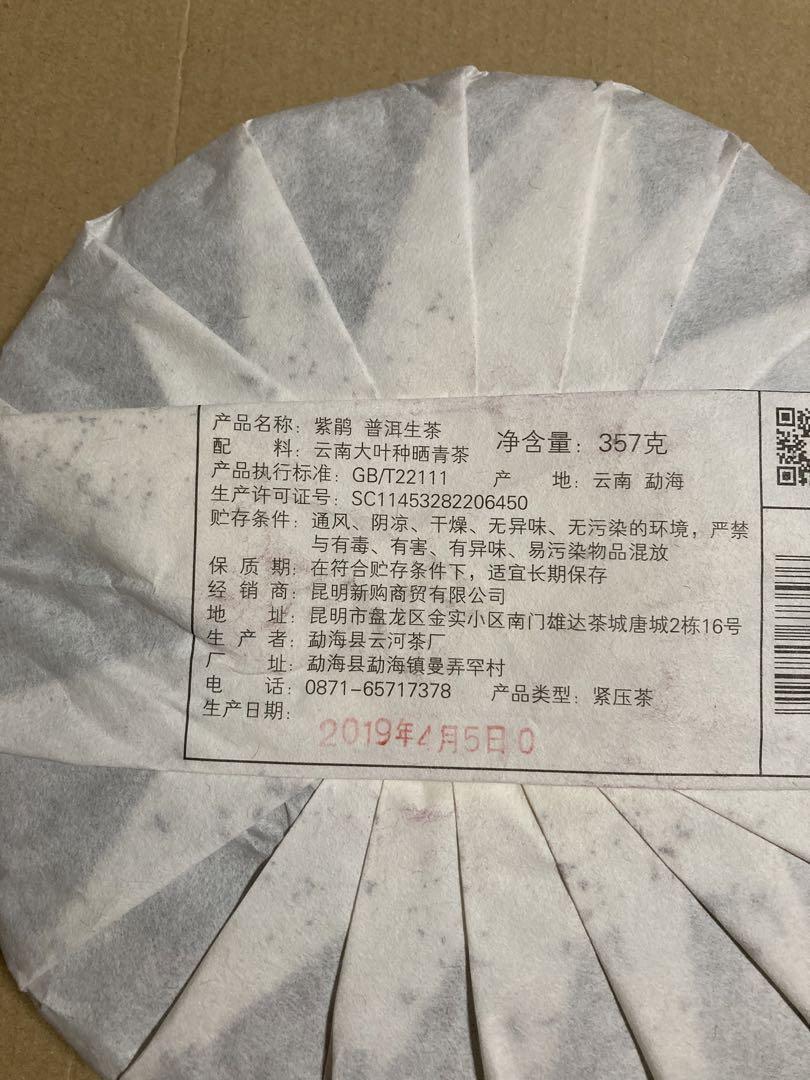 产品名称：紫鹃 普洱生茶
配 料：云南大叶种晒青茶 净含量：357克
产品执行标准：GB/T22111 产 地：云南 勐海
生产许可证号：SC11453282206450
贮存条件：通风、阴凉、干燥、无异味、无污染的环境，严禁
与有毒、有害、有异味、易污染物品混放
保 质 期：在符合贮存条件下，适宜长期保存
经 销 商：昆明新购商贸有限公司
地 址：昆明市盘龙区金实小区南门雄达茶城唐城2栋16号
生 产 者：勐海县云河茶厂
厂 址：勐海县勐海镇曼弄罕村
电 话：0871-65717378 产品类型：紧压茶
生产日期：
2019年4月5日0